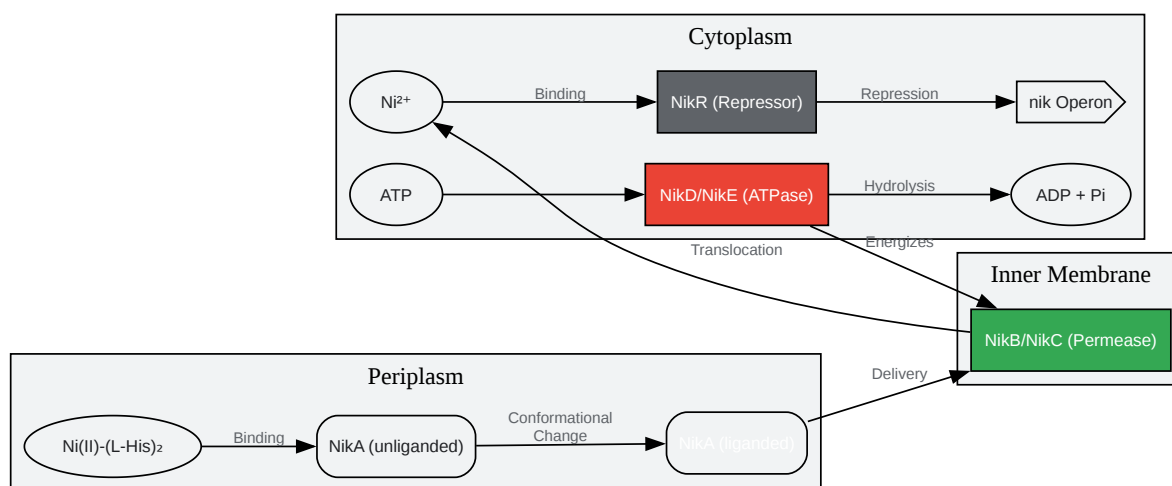 Cytoplasm
Ni²⁺
Binding
NikR (Repressor)
Repression
nik Operon
ATP
NikD/NikE (ATPase)
Hydrolysis
ADP + Pi
Translocation
Energizes
Inner Membrane
NikB/NikC (Permease)
Periplasm
Delivery
Ni(II)-(L-His)₂
Binding
NikA (unliganded)
Conformational
Change
NikA (liganded)